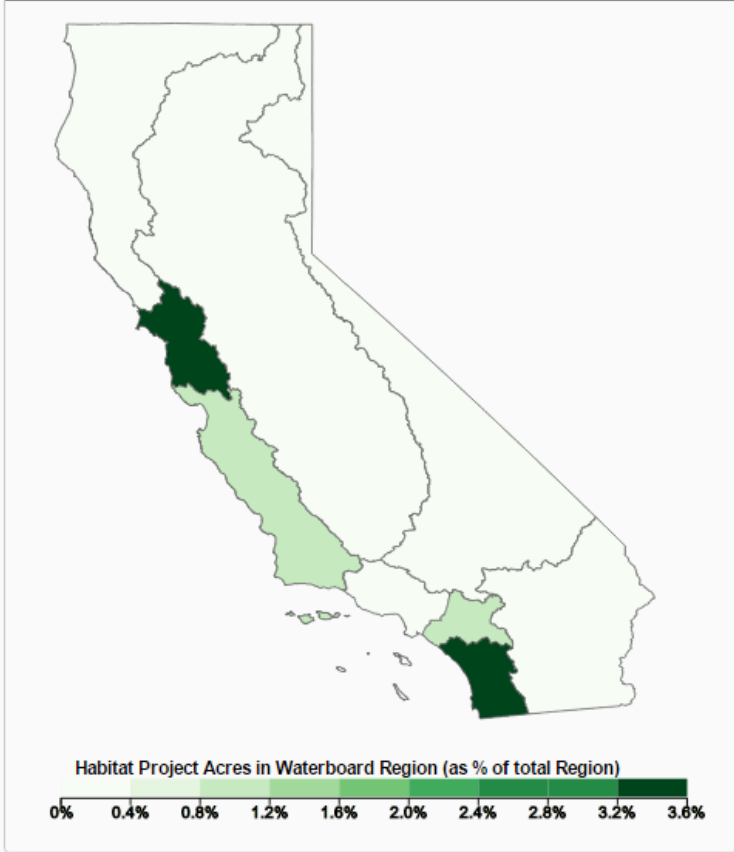 Habitat Project Acres in Waterboard Region (as % of total Region)
0% 0.4% 0.8% 1.2% 1.6% 2.0% 2.4% 2.8% 3.2% 3.6%